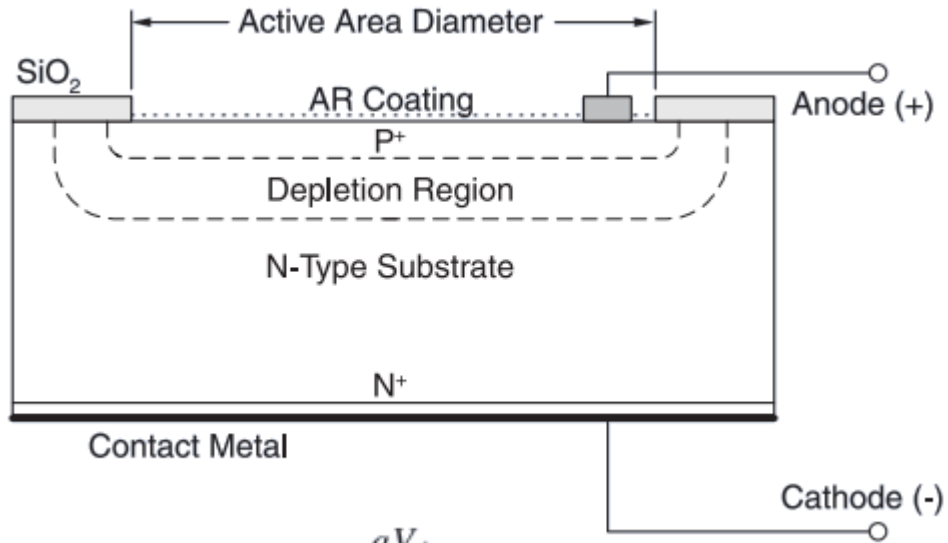 Active Area Diameter
SiO₂
AR Coating
Anode (+)
P⁺
Depletion Region
N-Type Substrate
N⁺
Contact Metal
Cathode (-)